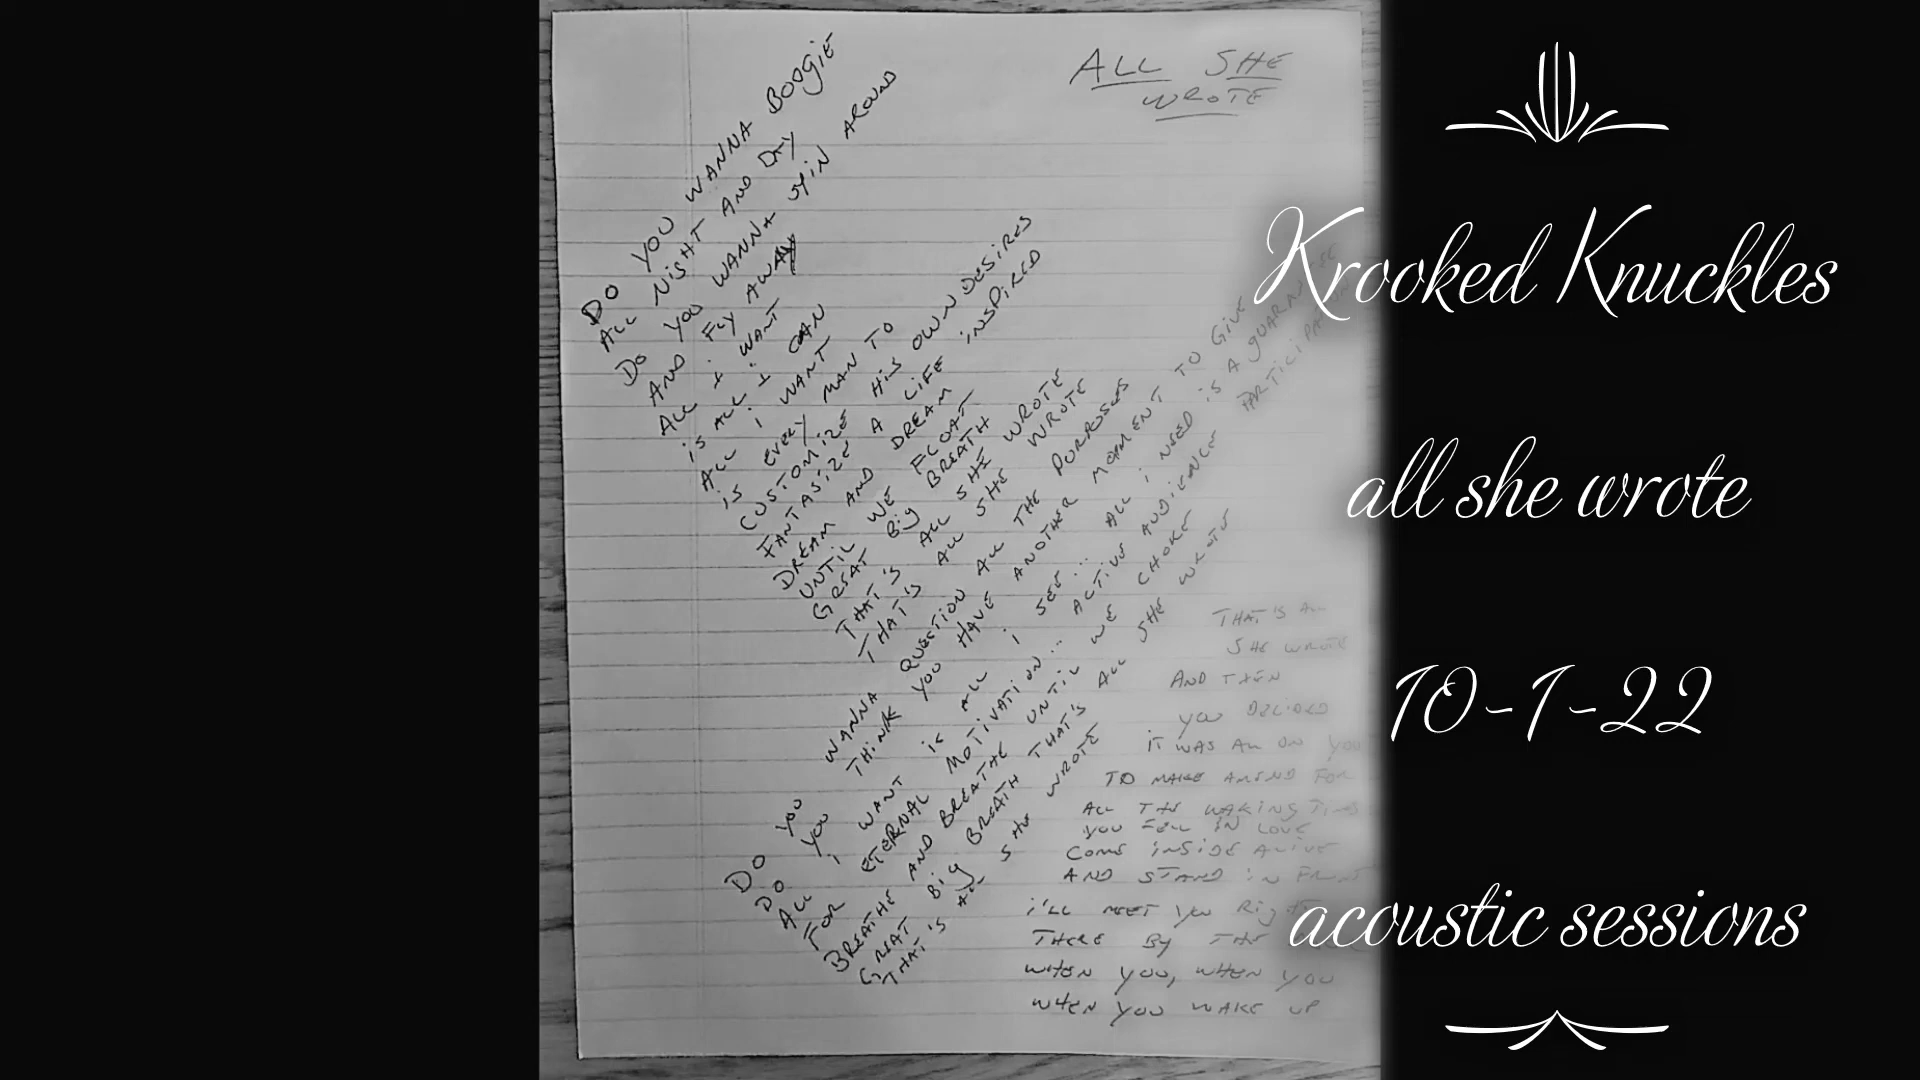 ALL SHE
WROTE
DO YOU WANNA BOOGIE
ALL NiGHT AND DAY
DO YOU WANNA SPiN AROUND
AND FLY AWAY
ALL i WANT
iS ALL i CAN
ALL i WANT
iS EVERY MAN TO
CUSTOMiZE HiS OWN DESiRES
FANTASiZE A LiFE iNSPiRED
DREAM AND DREAM
UNTiL WE FLOAT
GREAT Big BREATH
THAT'S ALL SHE WROTE
THAT'S ALL SHE WROTE
DO YOU WANNA QUESTiON ALL THE PURPOSES
DO YOU THiNK YOU HAVE ANOTHER MOMENT TO GiVE
ALL i WANT iS ALL i SEE... ALL i NEED iS A
FOR ETERNAL MOTiVATiON... ACTiVE AUDiENCE
BREATHE AND BREATHE UNTiL WE CHOKE
GREAT BiG BREATH THAT'S ALL SHE WROTE
THAT'S ALL SHE WROTE
THAT'S ALL
SHE WROTE
AND THEN
YOU DECiDED
iT WAS ALL ON YOU
TO MAKE AMEND FOR
ALL THE WAKiNG TiMES
YOU FELL iN LOVE
COME iNSiDE ALiVE
AND STAND iN
i'LL MEET YOU
THERE BY THE
WHEN YOU, WHEN YOU
WHEN YOU WAKE UP
Krooked Knuckles
all she wrote
10-1-22
acoustic sessions